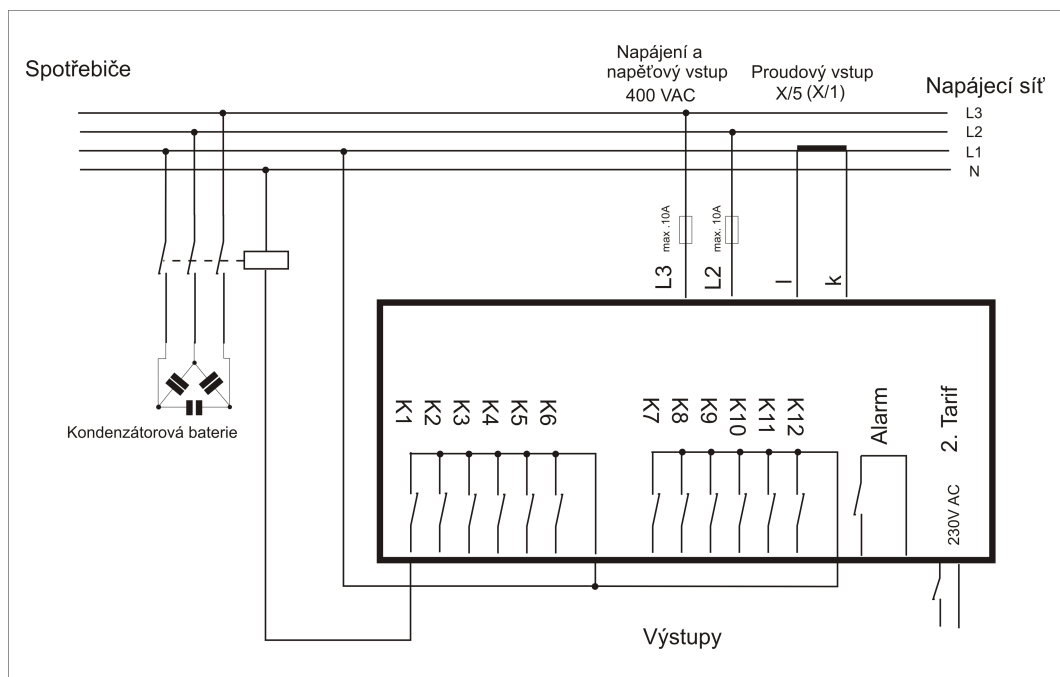 Spotřebiče
Napájení a
napěťový vstup
400 VAC
Proudový vstup
X/5 (X/1)
Napájecí síť
L3
L2
L1
N
max .10A
max .10A
L3
L2
l
k
Kondenzátorová baterie
K1
K2
K3
K4
K5
K6
K7
K8
K9
K10
K11
K12
Alarm
2. Tarif
230V AC
Výstupy